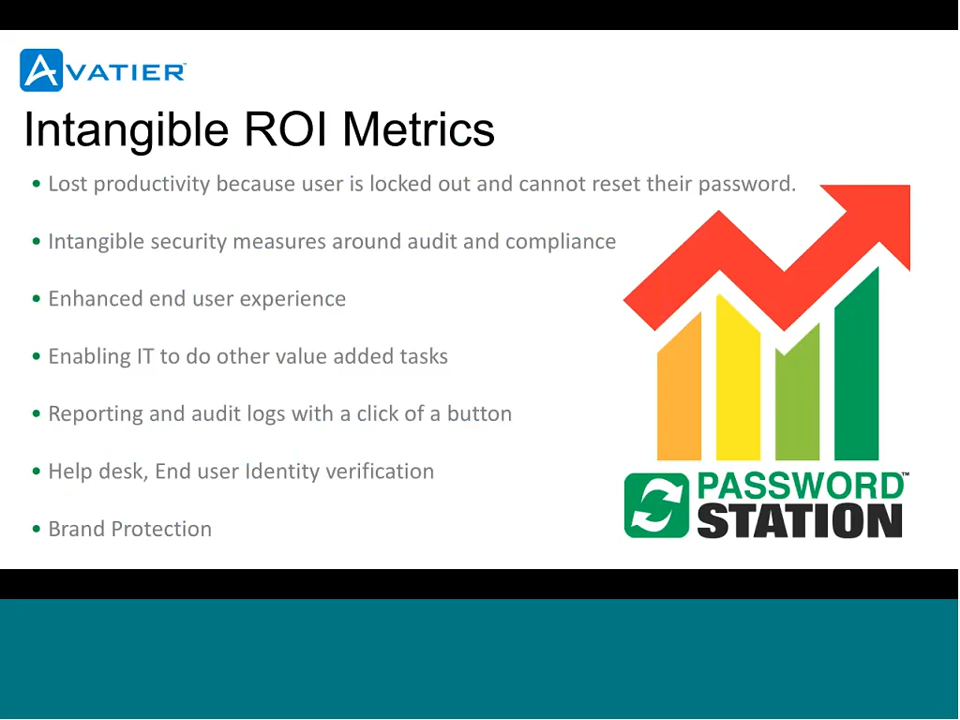 AVATIER™
Intangible ROI Metrics
• Lost productivity because user is locked out and cannot reset their password.
• Intangible security measures around audit and compliance
• Enhanced end user experience
• Enabling IT to do other value added tasks
• Reporting and audit logs with a click of a button
• Help desk, End user Identity verification
• Brand Protection
PASSWORD™
STATION